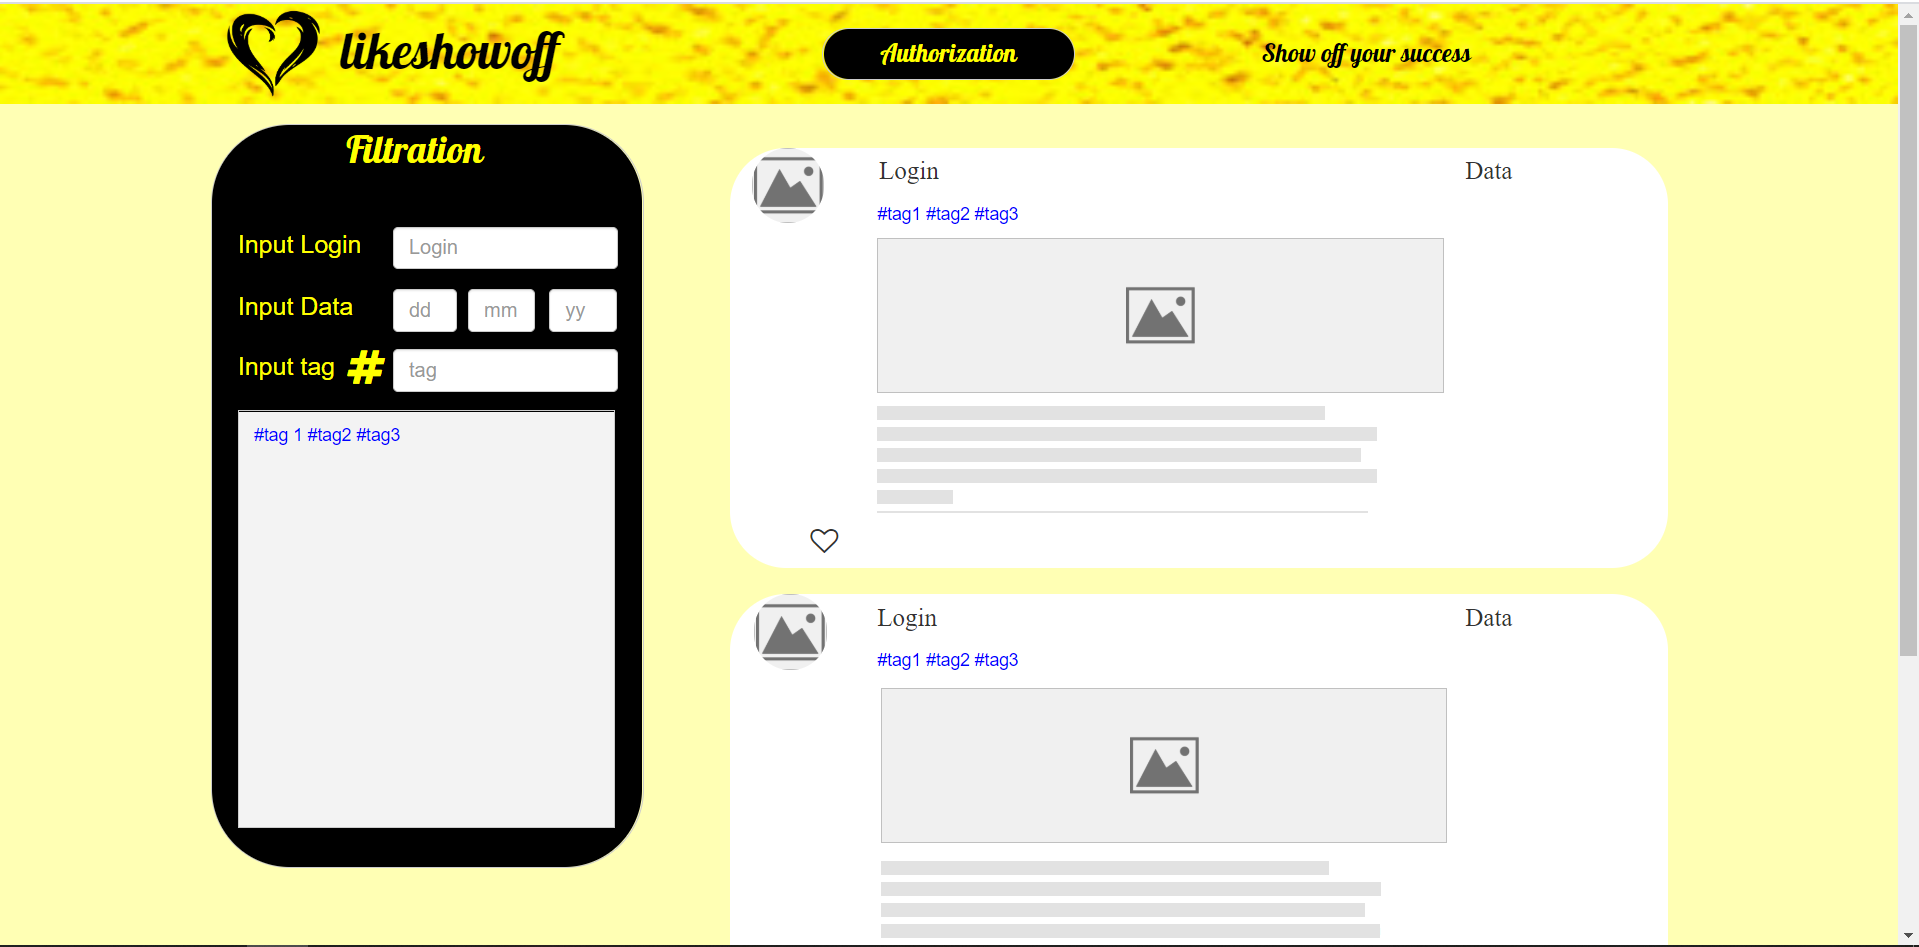 likeshowoff
Authorization
Show off your success
Filtration
Input Login
Login
Input Data
dd
mm
yy
Input tag #
tag
#tag 1 #tag2 #tag3
Login
Data
#tag1 #tag2 #tag3
Login
Data
#tag1 #tag2 #tag3